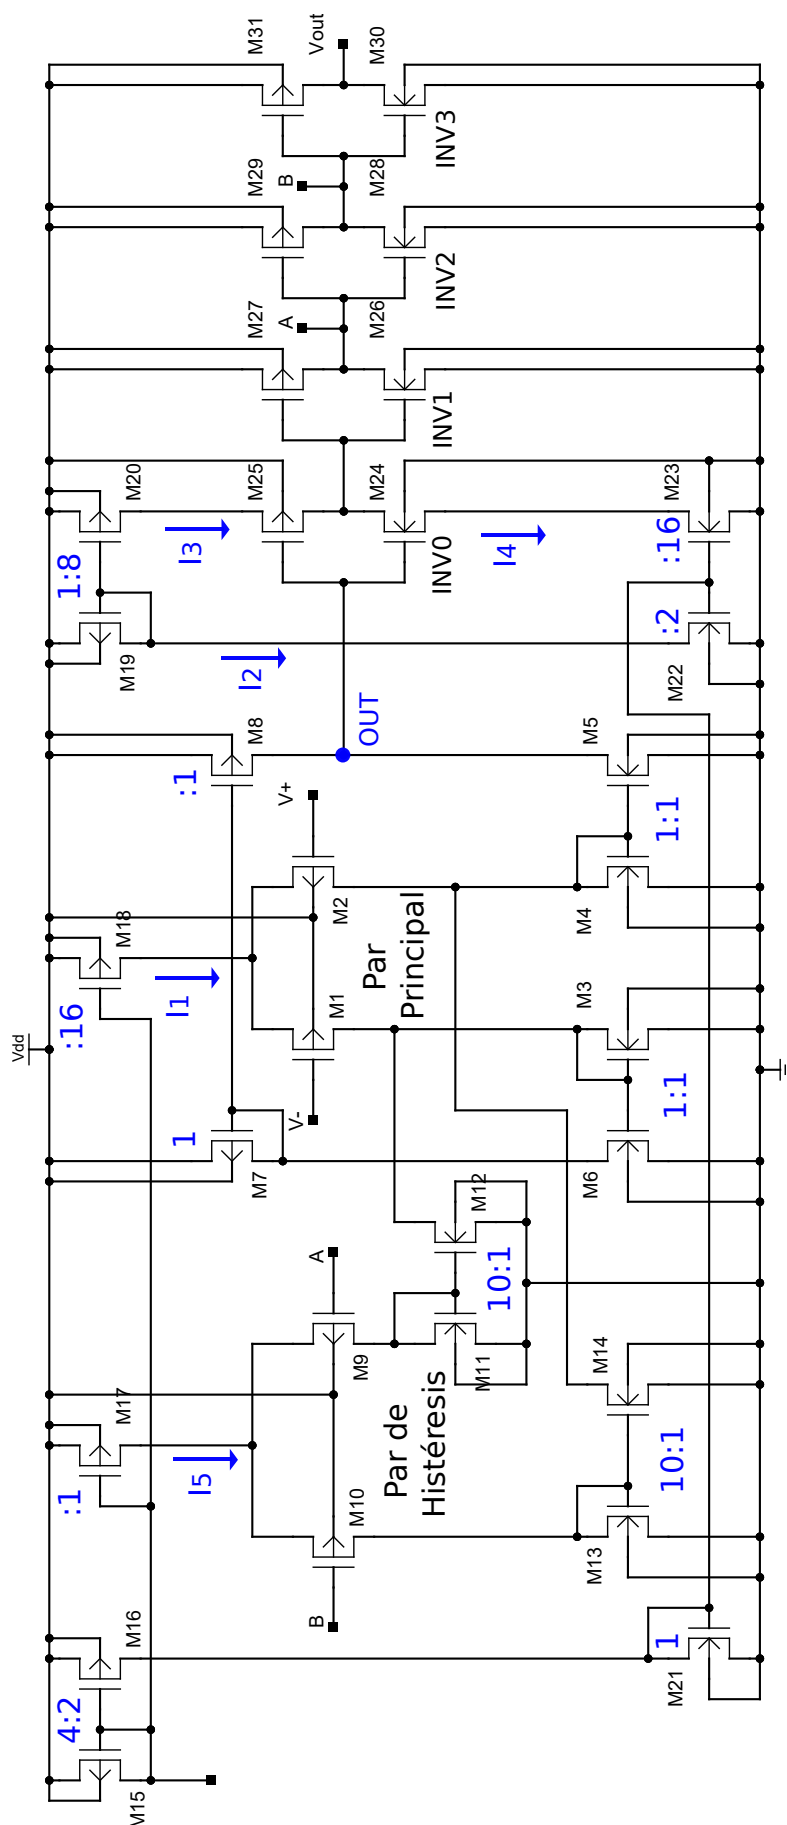 Vdd
4:2
:1
:16
1:8
M15
M16
M17
M18
M19
M20
I5
I1
I3
1
:1
I2
M7
M8
M25
M27
M29
M31
B
A
V-
V+
A
B
Vout
M10
M9
M1
M2
OUT
M24
M26
M28
M30
Par de
Histéresis
Par
Principal
INV0
INV1
INV2
INV3
M11
M12
10:1
I4
M13
M14
M6
M3
M4
M5
10:1
1:1
1:1
:2
:16
M21
1
M22
M23